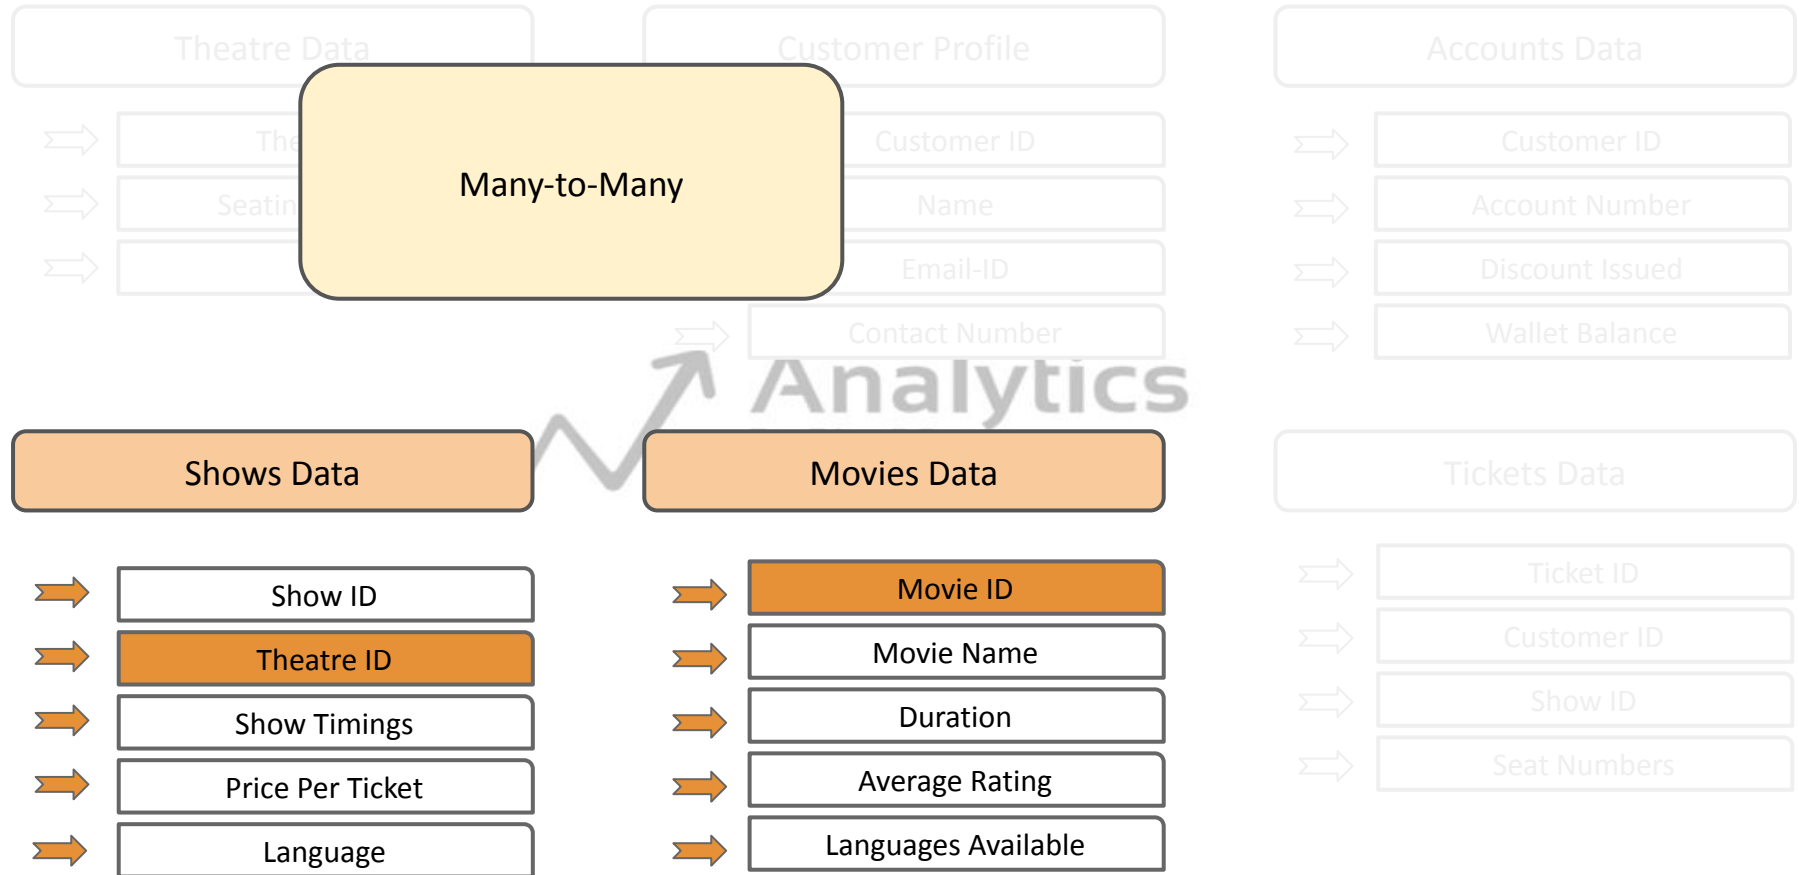 Theatre Data
Customer Profile
Accounts Data
Many-to-Many
The
Seatin
Customer ID
Name
Email-ID
Contact Number
Customer ID
Account Number
Discount Issued
Wallet Balance
Analytics
Shows Data
Movies Data
Tickets Data
Show ID
Theatre ID
Show Timings
Price Per Ticket
Language
Movie ID
Movie Name
Duration
Average Rating
Languages Available
Ticket ID
Customer ID
Show ID
Seat Numbers